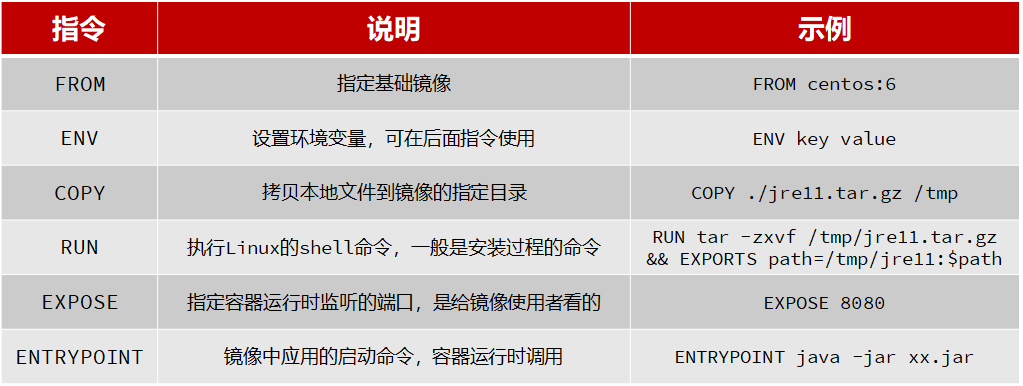 指令 说明 示例
FROM 指定基础镜像 FROM centos:6
ENV 设置环境变量，可在后面指令使用 ENV key value
COPY 拷贝本地文件到镜像的指定目录 COPY ./jre11.tar.gz /tmp
RUN 执行Linux的shell命令，一般是安装过程的命令 RUN tar -zxvf /tmp/jre11.tar.gz
&& EXPORTS path=/tmp/jre11:$path
EXPOSE 指定容器运行时监听的端口，是给镜像使用者看的 EXPOSE 8080
ENTRYPOINT 镜像中应用的启动命令，容器运行时调用 ENTRYPOINT java -jar xx.jar